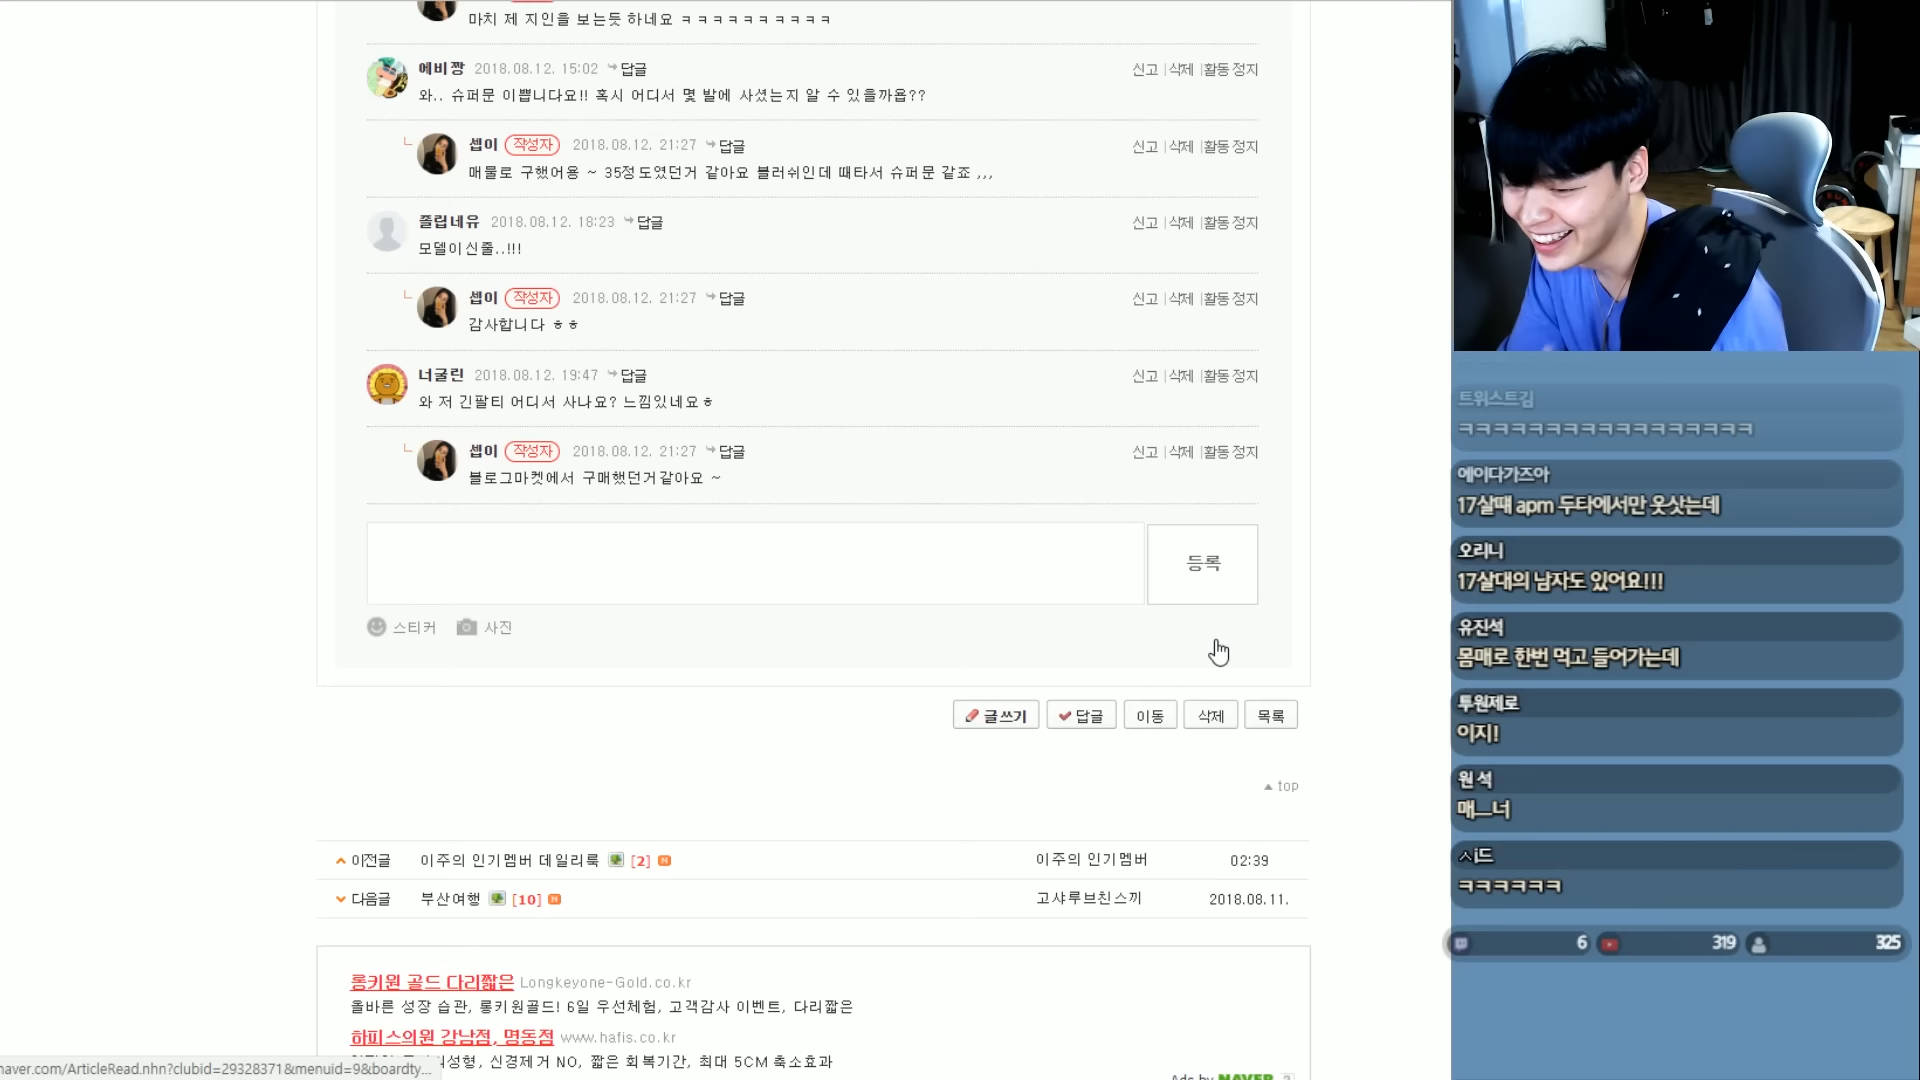 마치 제 지인을 보는듯 하네요 ㅋㅋㅋㅋㅋㅋㅋㅋㅋㅋ
에비짱 2018.08.12. 15:02 답글
신고 | 삭제 | 활동정지
와.. 슈퍼문 이쁩니다요!! 혹시 어디서 몇 발에 사셨는지 알 수 있을까욥??
셉이 작성자 2018.08.12. 21:27 답글
신고 | 삭제 | 활동정지
매물로 구했어용 ~ 35정도였던거 같아요 블러쉬인데 때타서 슈퍼문 같죠 ,,,
졸립네유 2018.08.12. 18:23 답글
신고 | 삭제 | 활동정지
모델이신줄..!!!
셉이 작성자 2018.08.12. 21:27 답글
신고 | 삭제 | 활동정지
감사합니다 ㅎㅎ
너굴린 2018.08.12. 19:47 답글
신고 | 삭제 | 활동정지
와 저 긴팔티 어디서 사나요? 느낌있네요ㅎ
셉이 작성자 2018.08.12. 21:27 답글
신고 | 삭제 | 활동정지
블로그마켓에서 구매했던거같아요 ~
등록
스티커 사진
글쓰기 답글 이동 삭제 목록
top
이전글 이주의 인기멤버 데일리룩 [2] N 이주의 인기멤버 02:39
다음글 부산여행 [10] N 고샤루브친스끼 2018.08.11.
롱키원 골드 다리짧은 Longkeyone-Gold.co.kr
올바른 성장 습관, 롱키원골드! 6일 우선체험, 고객감사 이벤트, 다리짧은
하피스의원 강남점, 명동점 www.hafis.co.kr
성형, 신경제거 NO, 짧은 회복기간, 최대 5CM 축소효과
naver.com/ArticleRead.nhn?clubid=29328371&menuid=9&boardty...
Ads by NAVER
트위스트김
ㅋㅋㅋㅋㅋㅋㅋㅋㅋㅋㅋㅋㅋㅋㅋㅋㅋ
에이다가즈아
17살때 apm 두타에서만 옷삿는데
오리니
17살대의 남자도 있어요!!!
유진석
몸매로 한번 먹고 들어가는데
투원제로
이지!
원 석
매—너
시드
ㅋㅋㅋㅋㅋㅋ
6 319 325